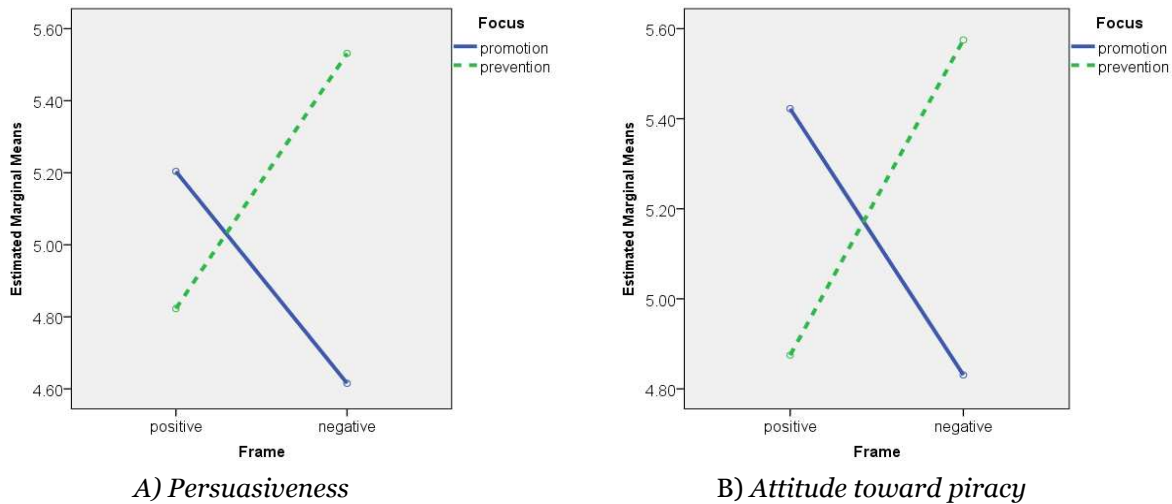 Focus
promotion
prevention
Estimated Marginal Means
5.60
5.40
5.20
5.00
4.80
4.60
positive
negative
Frame
A) Persuasiveness
Focus
promotion
prevention
Estimated Marginal Means
5.60
5.40
5.20
5.00
4.80
positive
negative
Frame
B) Attitude toward piracy